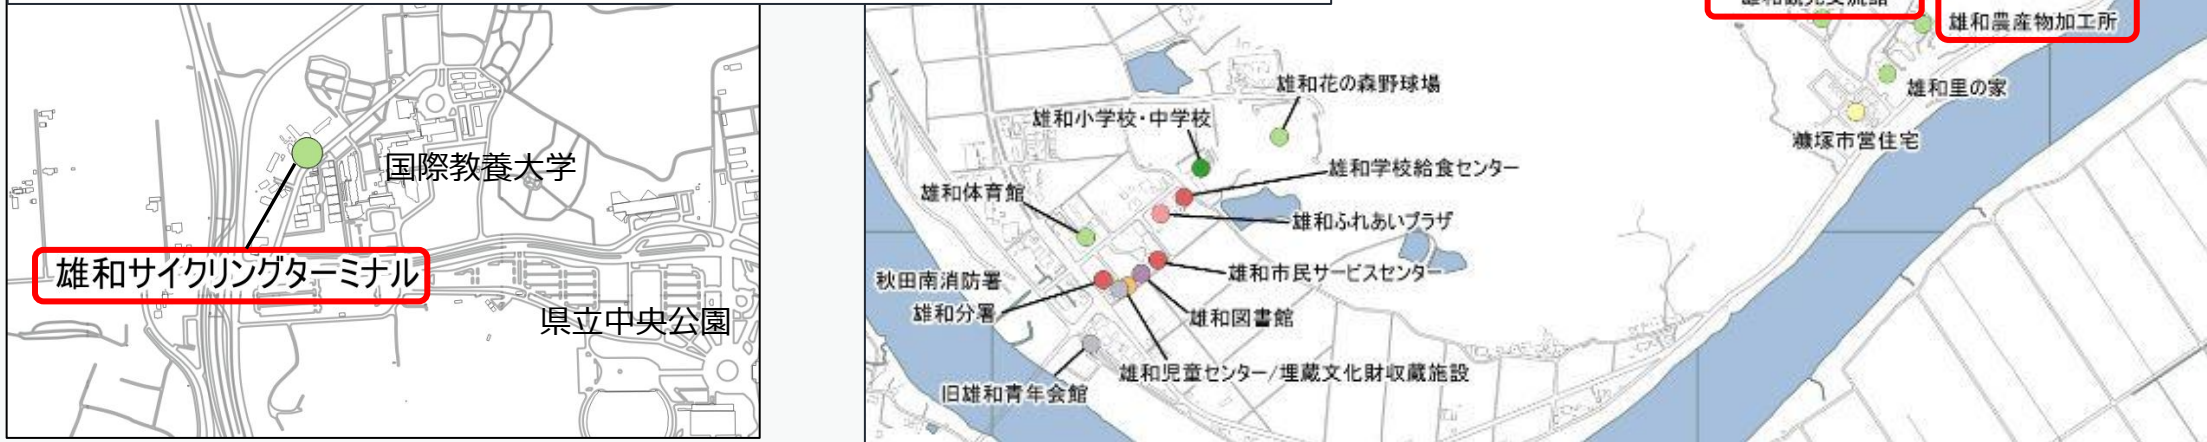 国際教養大学
雄和サイクリングターミナル
県立中央公園
雄和農産物加工所
雄和花の森野球場
雄和里の家
雄和小学校・中学校
糠塚市営住宅
雄和学校給食センター
雄和体育館
雄和ふれあいプラザ
雄和市民サービスセンター
秋田南消防署
雄和分署
雄和図書館
雄和児童センター/埋蔵文化財収蔵施設
旧雄和青年会館